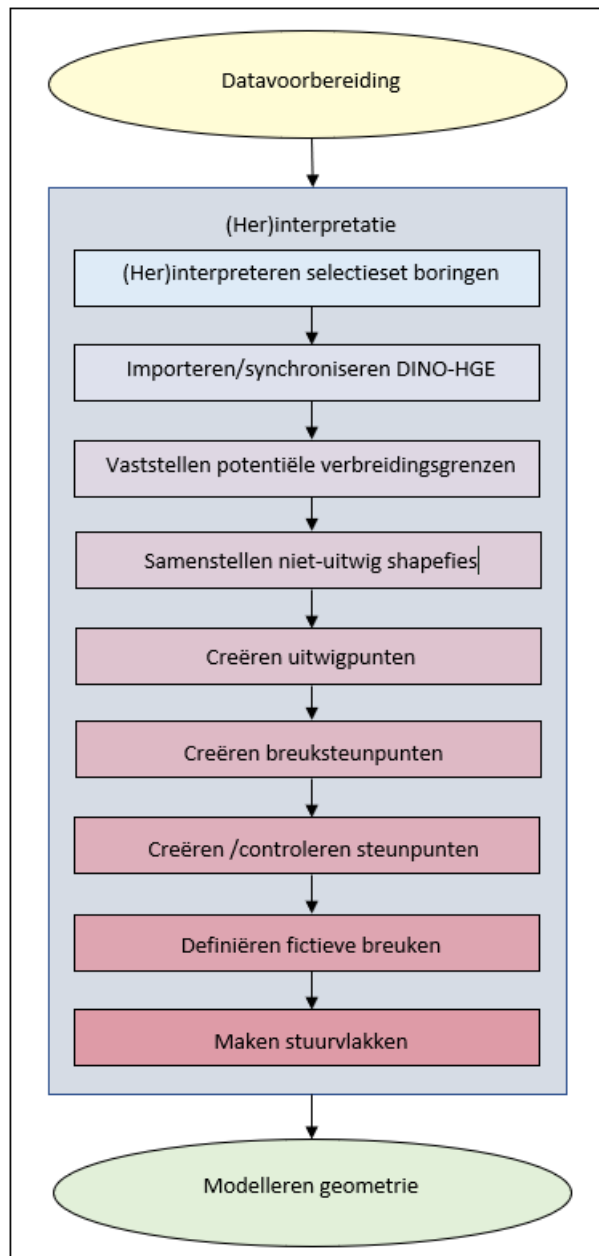 Datavoorbereiding
(Her)interpretatie
(Her)interpreteren selectieset boringen
Importeren/synchroniseren DINO-HGE
Vaststellen potentiële verbreidingsgrenzen
Samenstellen niet-uitwig shapefies
Creëren uitwigpunten
Creëren breuksteunpunten
Creëren /controleren steunpunten
Definiëren fictieve breuken
Maken stuurvlakken
Modelleren geometrie